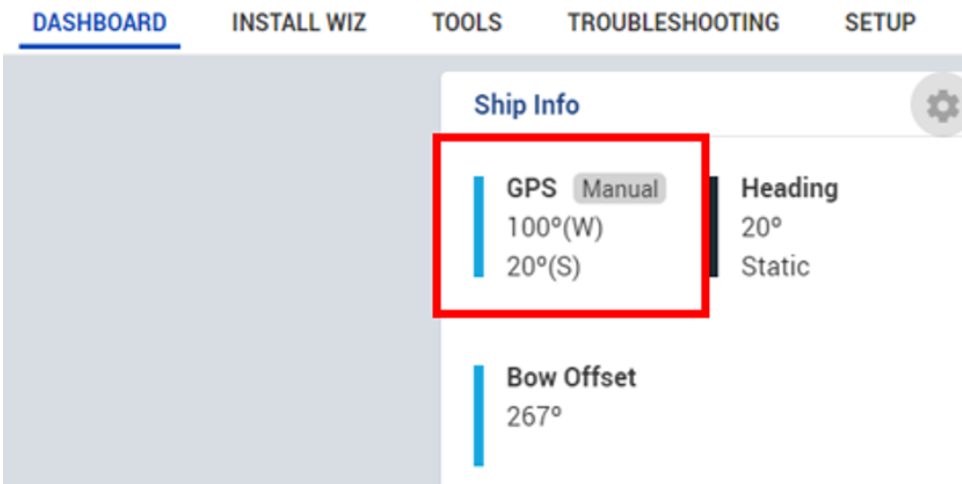 DASHBOARD INSTALL WIZ TOOLS TROUBLESHOOTING SETUP
Ship Info
GPS Manual
100º(W)
20º(S)
Heading
20º
Static
Bow Offset
267º